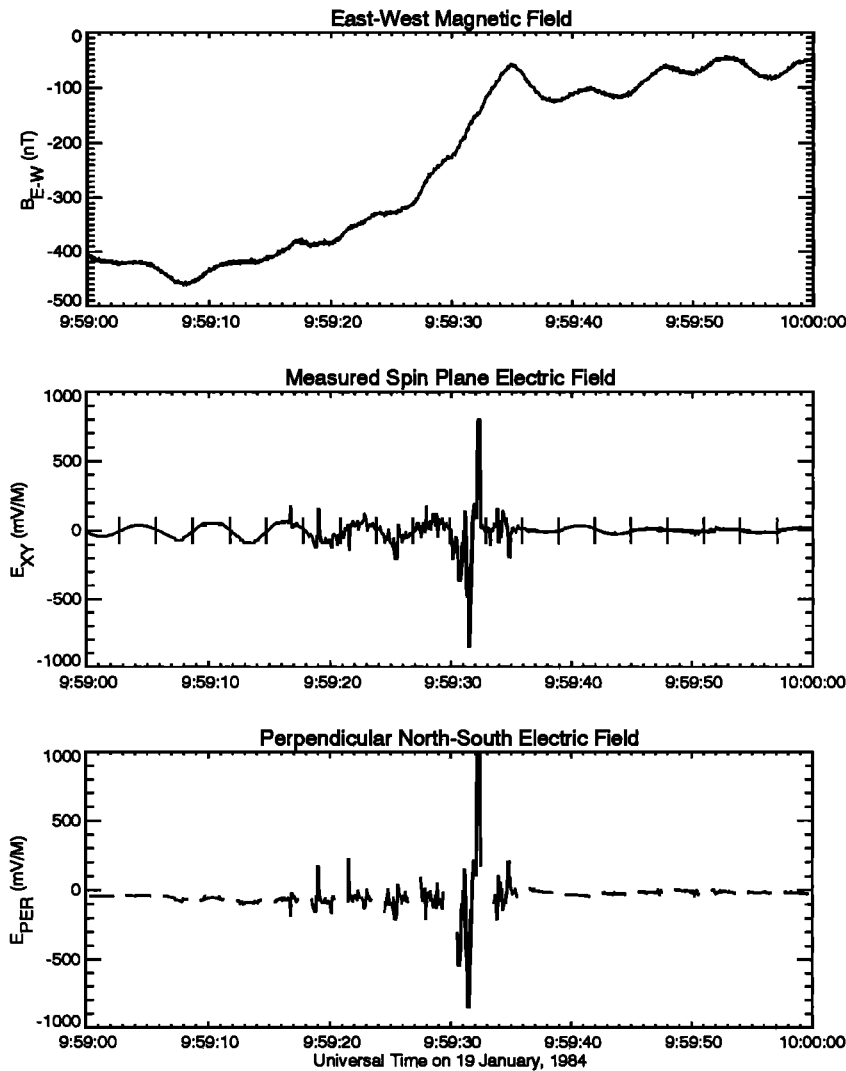 East-West Magnetic Field
0
-100
-200
-300
-400
-500
B_E-W (nT)
9:59:00 9:59:10 9:59:20 9:59:30 9:59:40 9:59:50 10:00:00
Measured Spin Plane Electric Field
1000
500
0
-500
-1000
E_XY (mV/M)
9:59:00 9:59:10 9:59:20 9:59:30 9:59:40 9:59:50 10:00:00
Perpendicular North-South Electric Field
1000
500
0
-500
-1000
E_PER (mV/M)
9:59:00 9:59:10 9:59:20 9:59:30 9:59:40 9:59:50 10:00:00
Universal Time on 19 January, 1984